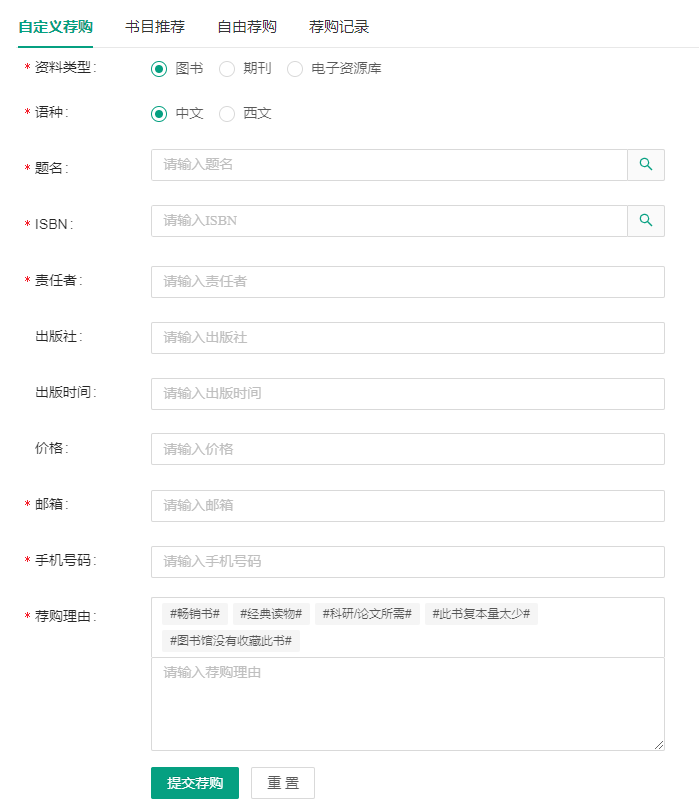 自定义荐购 书目推荐 自由荐购 荐购记录
* 资料类型: 图书 期刊 电子资源库
* 语种: 中文 西文
* 题名: 请输入题名
* ISBN: 请输入ISBN
* 责任者: 请输入责任者
出版社: 请输入出版社
出版时间: 请输入出版时间
价格: 请输入价格
* 邮箱: 请输入邮箱
* 手机号码: 请输入手机号码
* 荐购理由: #畅销书# #经典读物# #科研/论文所需# #此书复本量太少#
#图书馆没有收藏此书#
请输入荐购理由
提交荐购 重 置